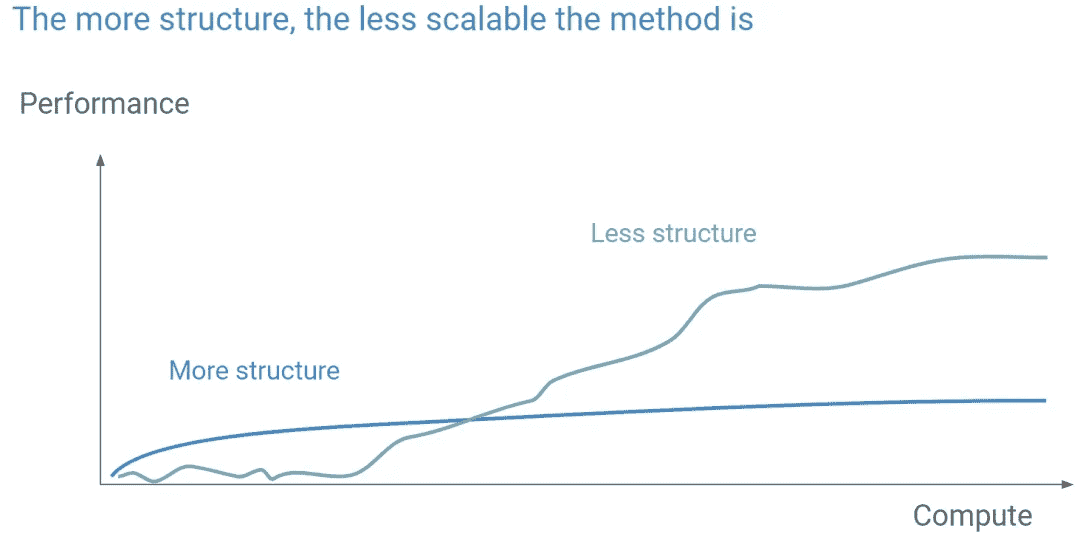 The more structure, the less scalable the method is
Performance
Less structure
More structure
Compute